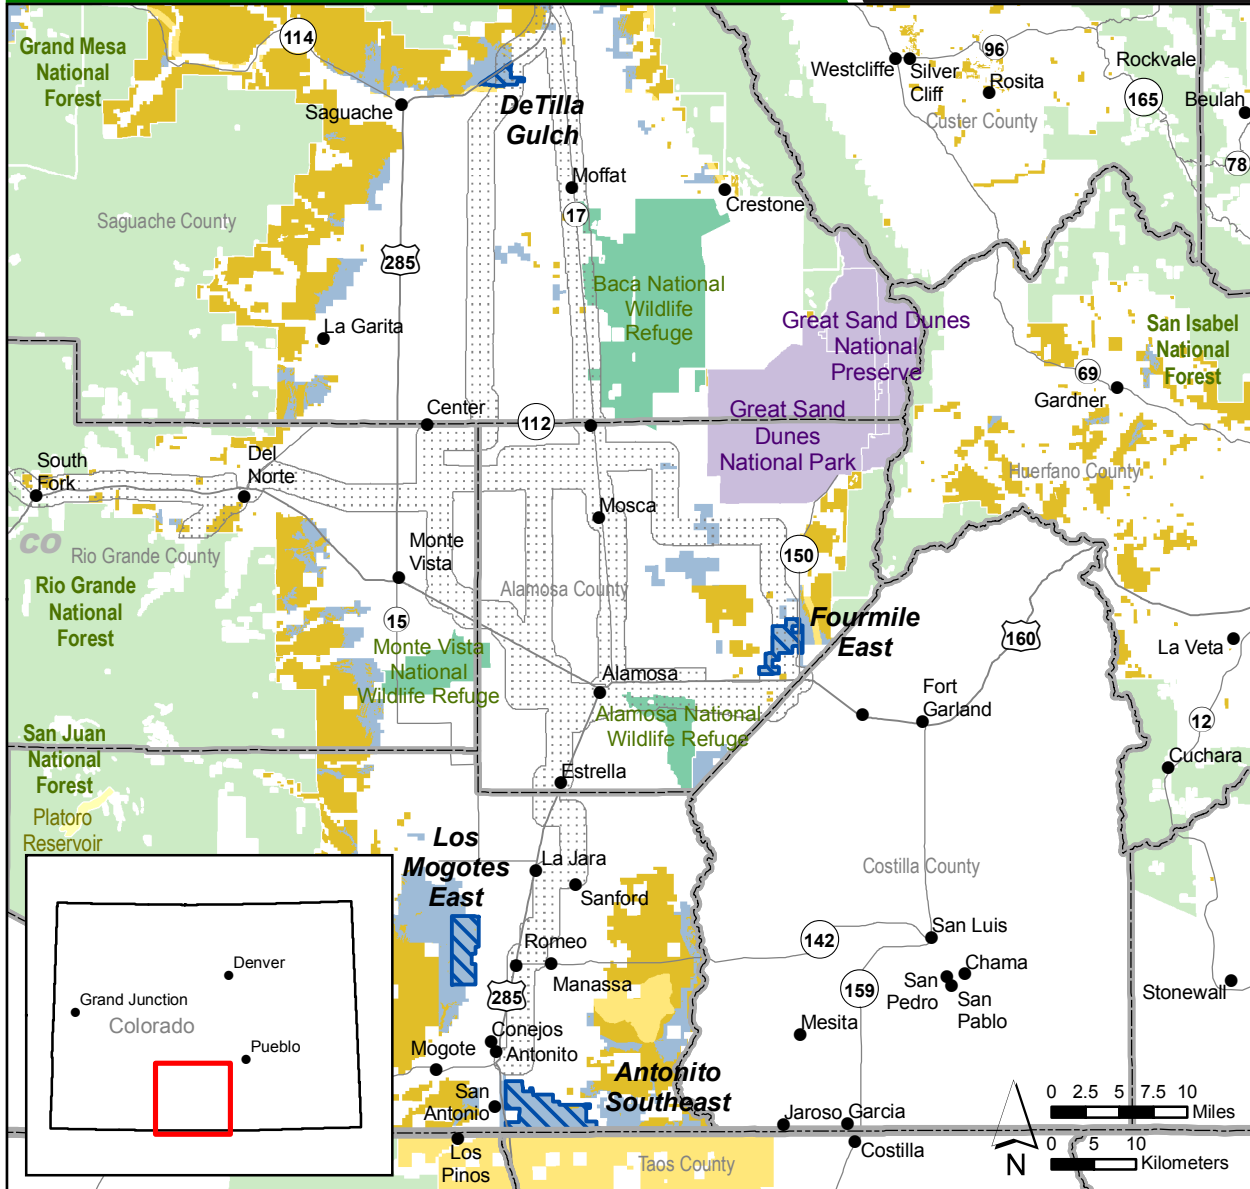 114
Grand Mesa
National
Forest
Saguache
DeTilla
Gulch
Westcliffe
Silver
Cliff
96
Rosita
Rockvale
165
Beulah
Custer County
78
Moffat
17
Crestone
Saguache County
285
Baca National
Wildlife
Refuge
La Garita
Great Sand Dunes
National
Preserve
San Isabel
National
Forest
69
Gardner
Center
112
Great Sand
Dunes
National Park
South
Fork
Del
Norte
Huerfano County
Mosca
CO
Rio Grande County
Monte
Vista
150
Rio Grande
National
Forest
Alamosa County
15
Fourmile
East
160
La Veta
Monte Vista
National
Wildlife Refuge
Alamosa
Fort
Garland
Alamosa National
Wildlife Refuge
12
Cuchara
San Juan
National
Forest
Platoro
Reservoir
Estrella
Los
Mogotes
East
La Jara
Sanford
Costilla County
Romeo
Manassa
142
San Luis
Chama
San
Pedro
San
Pablo
159
Stonewall
285
Mesita
Conejos
Antonito
Mogote
San
Antonio
Antonito
Southeast
Jaroso
Garcia
Costilla
Los
Pinos
Taos County
Denver
Grand Junction
Colorado
Pueblo
N
0 2.5 5 7.5 10
Miles
0 5 10
Kilometers